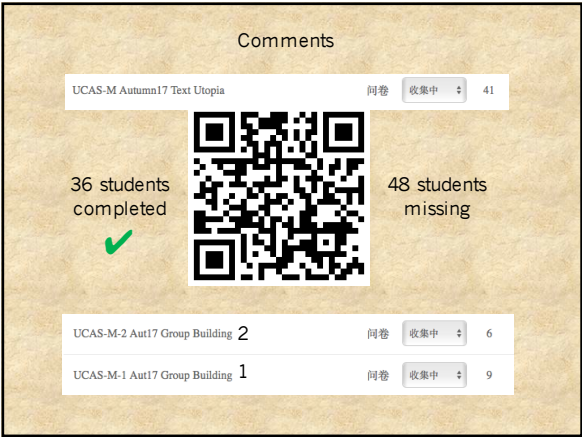 Comments
UCAS-M Autumn17 Text Utopia 问卷 收集中 41
36 students
completed
48 students
missing
UCAS-M-2 Aut17 Group Building 2 问卷 收集中 6
UCAS-M-1 Aut17 Group Building 1 问卷 收集中 9